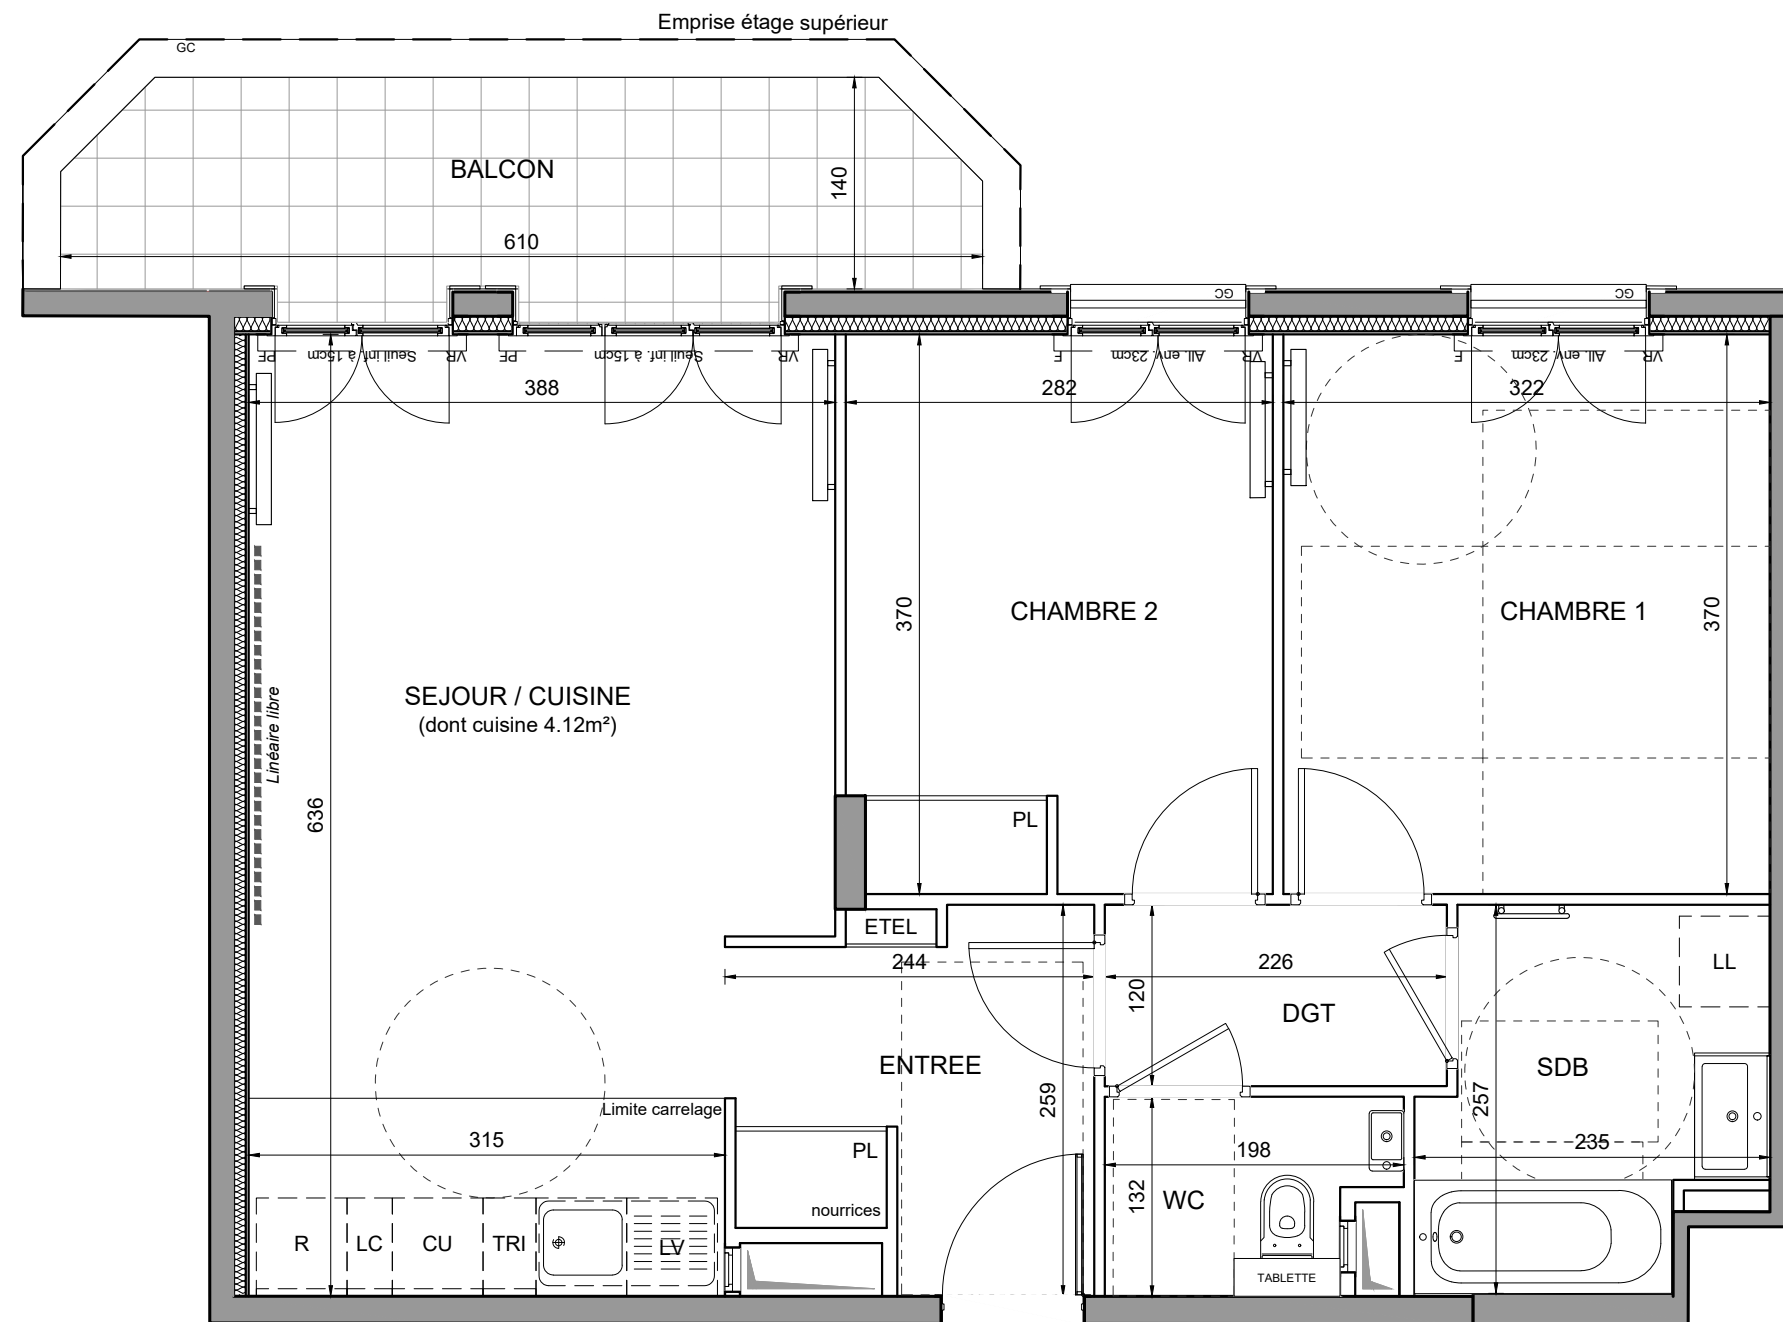 Emprise étage supérieur
GC
BALCON
140
610
GC
GC
PF
Seuil inf. à 15cm
VR
PF
Seuil inf. à 15cm
VR
F
All. env. 23cm
VR
F
All. env. 23cm
VR
388
282
322
370
CHAMBRE 2
CHAMBRE 1
370
SEJOUR / CUISINE
(dont cuisine 4.12m²)
Linéaire libre
636
PL
ETEL
244
226
LL
120
DGT
ENTREE
SDB
259
257
Limite carrelage
315
PL
198
235
132
WC
nourrices
R
LC
CU
TRI
LV
TABLETTE